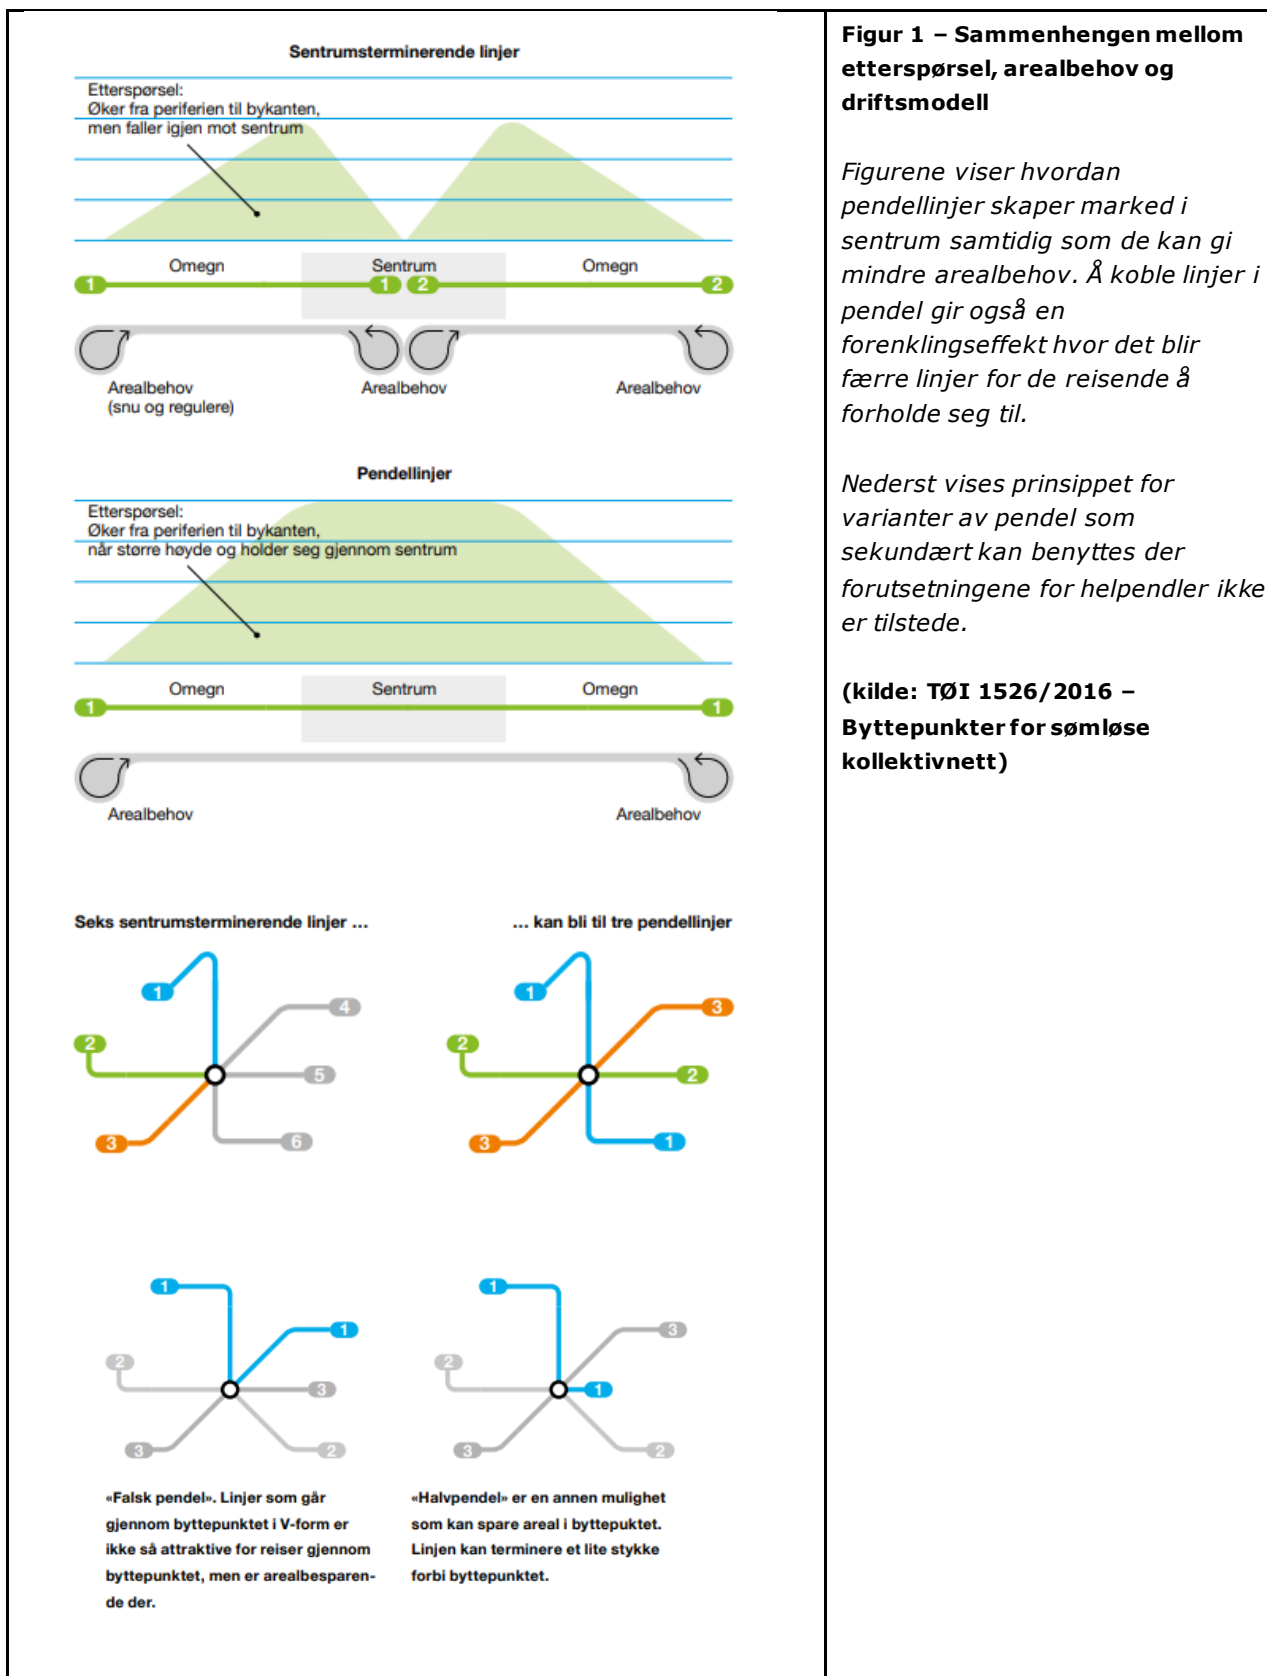 Sentrumsterminerende linjer
Etterspørsel:
Øker fra periferien til bykanten,
men faller igjen mot sentrum
Omegn
Sentrum
Omegn
1
1
2
2
Arealbehov
(snu og regulere)
Arealbehov
Arealbehov
Pendellinjer
Etterspørsel:
Øker fra periferien til bykanten,
når større høyde og holder seg gjennom sentrum
Omegn
Sentrum
Omegn
1
1
Arealbehov
Arealbehov
Seks sentrumsterminerende linjer ...
1
4
2
5
3
6
... kan bli til tre pendellinjer
1
3
2
2
3
1
1
1
2
3
3
2
«Falsk pendel». Linjer som går
gjennom byttepunktet i V-form er
ikke så attraktive for reiser gjennom
byttepunktet, men er arealbesparen-
de der.
1
3
2
1
3
2
«Halvpendel» er en annen mulighet
som kan spare areal i byttepuktet.
Linjen kan terminere et lite stykke
forbi byttepunktet.
Figur 1 – Sammenhengen mellom
etterspørsel, arealbehov og
driftsmodell
Figurene viser hvordan
pendellinjer skaper marked i
sentrum samtidig som de kan gi
mindre arealbehov. Å koble linjer i
pendel gir også en
forenklingseffekt hvor det blir
færre linjer for de reisende å
forholde seg til.
Nederst vises prinsippet for
varianter av pendel som
sekundært kan benyttes der
forutsetningene for helpendler ikke
er tilstede.
(kilde: TØI 1526/2016 –
Byttepunkter for sømløse
kollektivnett)